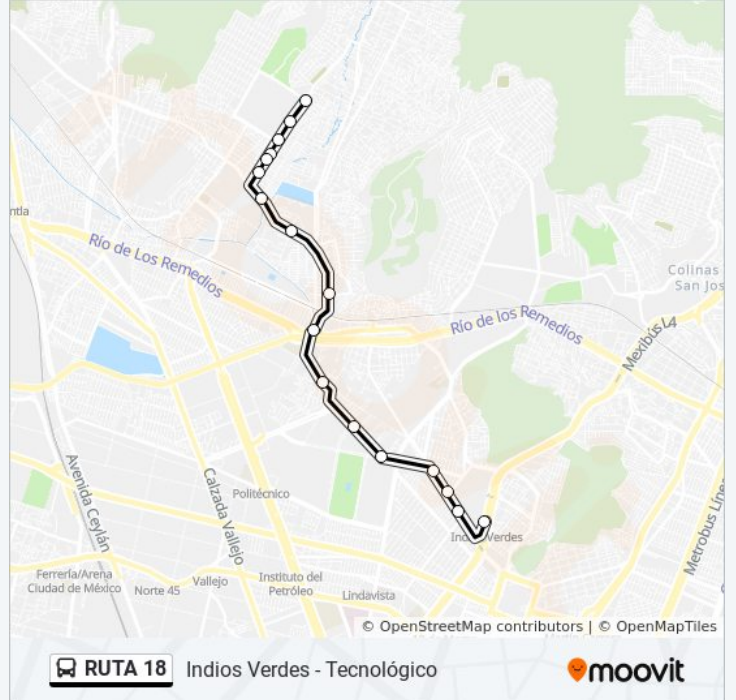 ntla
Río de Los Remedios
Colinas
San Jos
Río de los Remedios
Mexibús L4
Avenida Ceylán
Calzada Vallejo
Politécnico
Metrobus Líne
Indios Verdes
Ferrería/Arena
Ciudad de México
Norte 45
Vallejo
Instituto del
Petróleo
Lindavista
© OpenStreetMap contributors | © OpenMapTiles
RUTA 18
Indios Verdes - Tecnológico
moovit